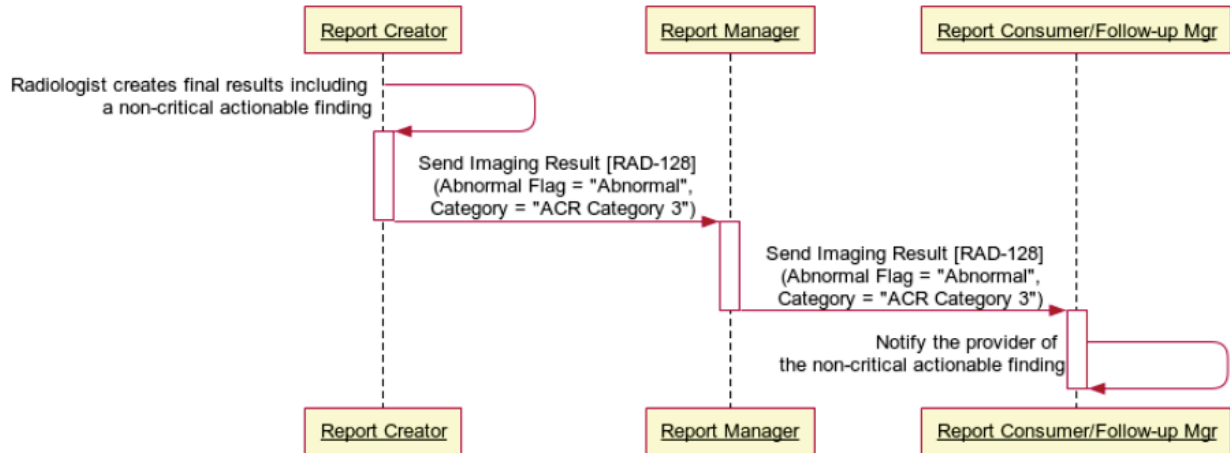 Report Creator
Report Manager
Report Consumer/Follow-up Mgr
Radiologist creates final results including
a non-critical actionable finding
Send Imaging Result [RAD-128]
(Abnormal Flag = "Abnormal",
Category = "ACR Category 3")
Send Imaging Result [RAD-128]
(Abnormal Flag = "Abnormal",
Category = "ACR Category 3")
Notify the provider of
the non-critical actionable finding
Report Creator
Report Manager
Report Consumer/Follow-up Mgr